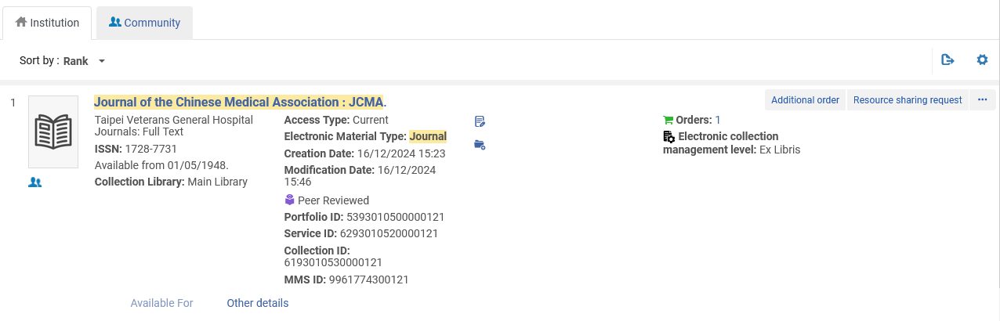 Institution
Community
Sort by : Rank
1
Journal of the Chinese Medical Association : JCMA.
Additional order
Resource sharing request
Taipei Veterans General Hospital
Journals: Full Text
ISSN: 1728-7731
Available from 01/05/1948.
Collection Library: Main Library
Access Type: Current
Electronic Material Type: Journal
Creation Date: 16/12/2024 15:23
Modification Date: 16/12/2024
15:46
Peer Reviewed
Portfolio ID: 5393010500000121
Service ID: 6293010520000121
Collection ID:
6193010530000121
MMS ID: 9961774300121
Orders: 1
Electronic collection
management level: Ex Libris
Available For
Other details